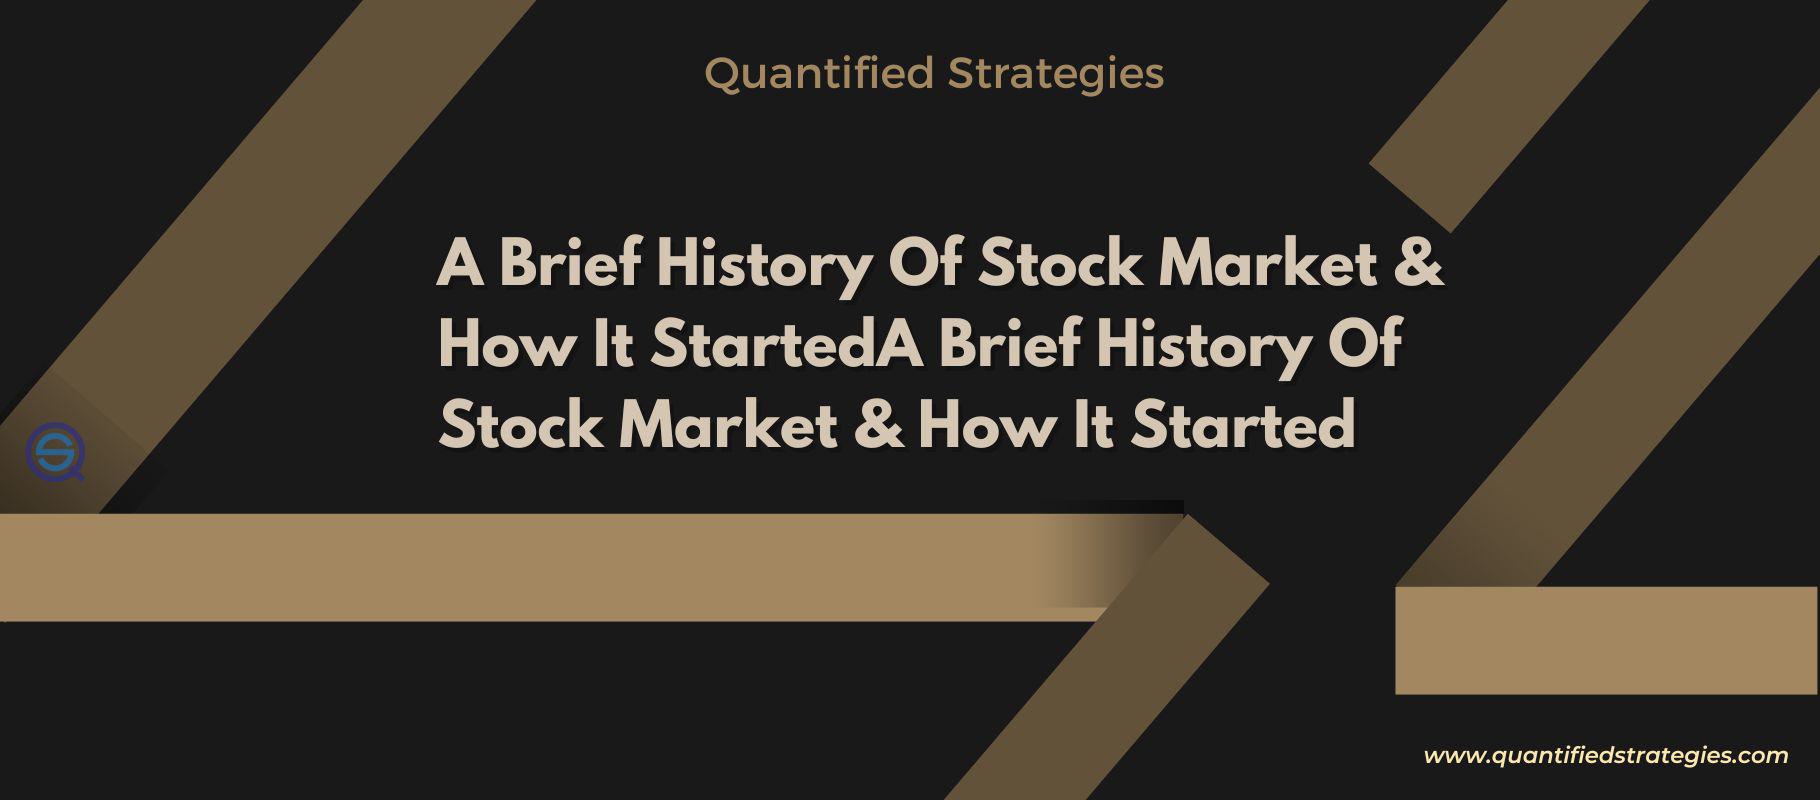 Quantified Strategies
A Brief History Of Stock Market &
How It StartedA Brief History Of
Stock Market & How It Started
www.quantifiedstrategies.com